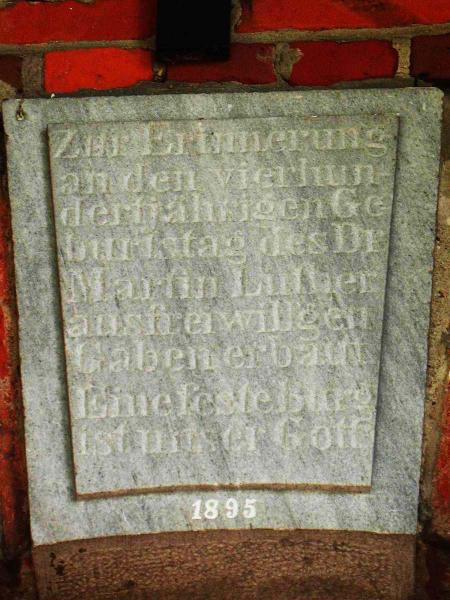 Zur Erinnerung
an den vierhun-
dertjährigen Ge
burtstag des Dr
Martin Luther
aus freiwilligen
Gaben erbaut
Eine feste burg
ist unser Gott
1895